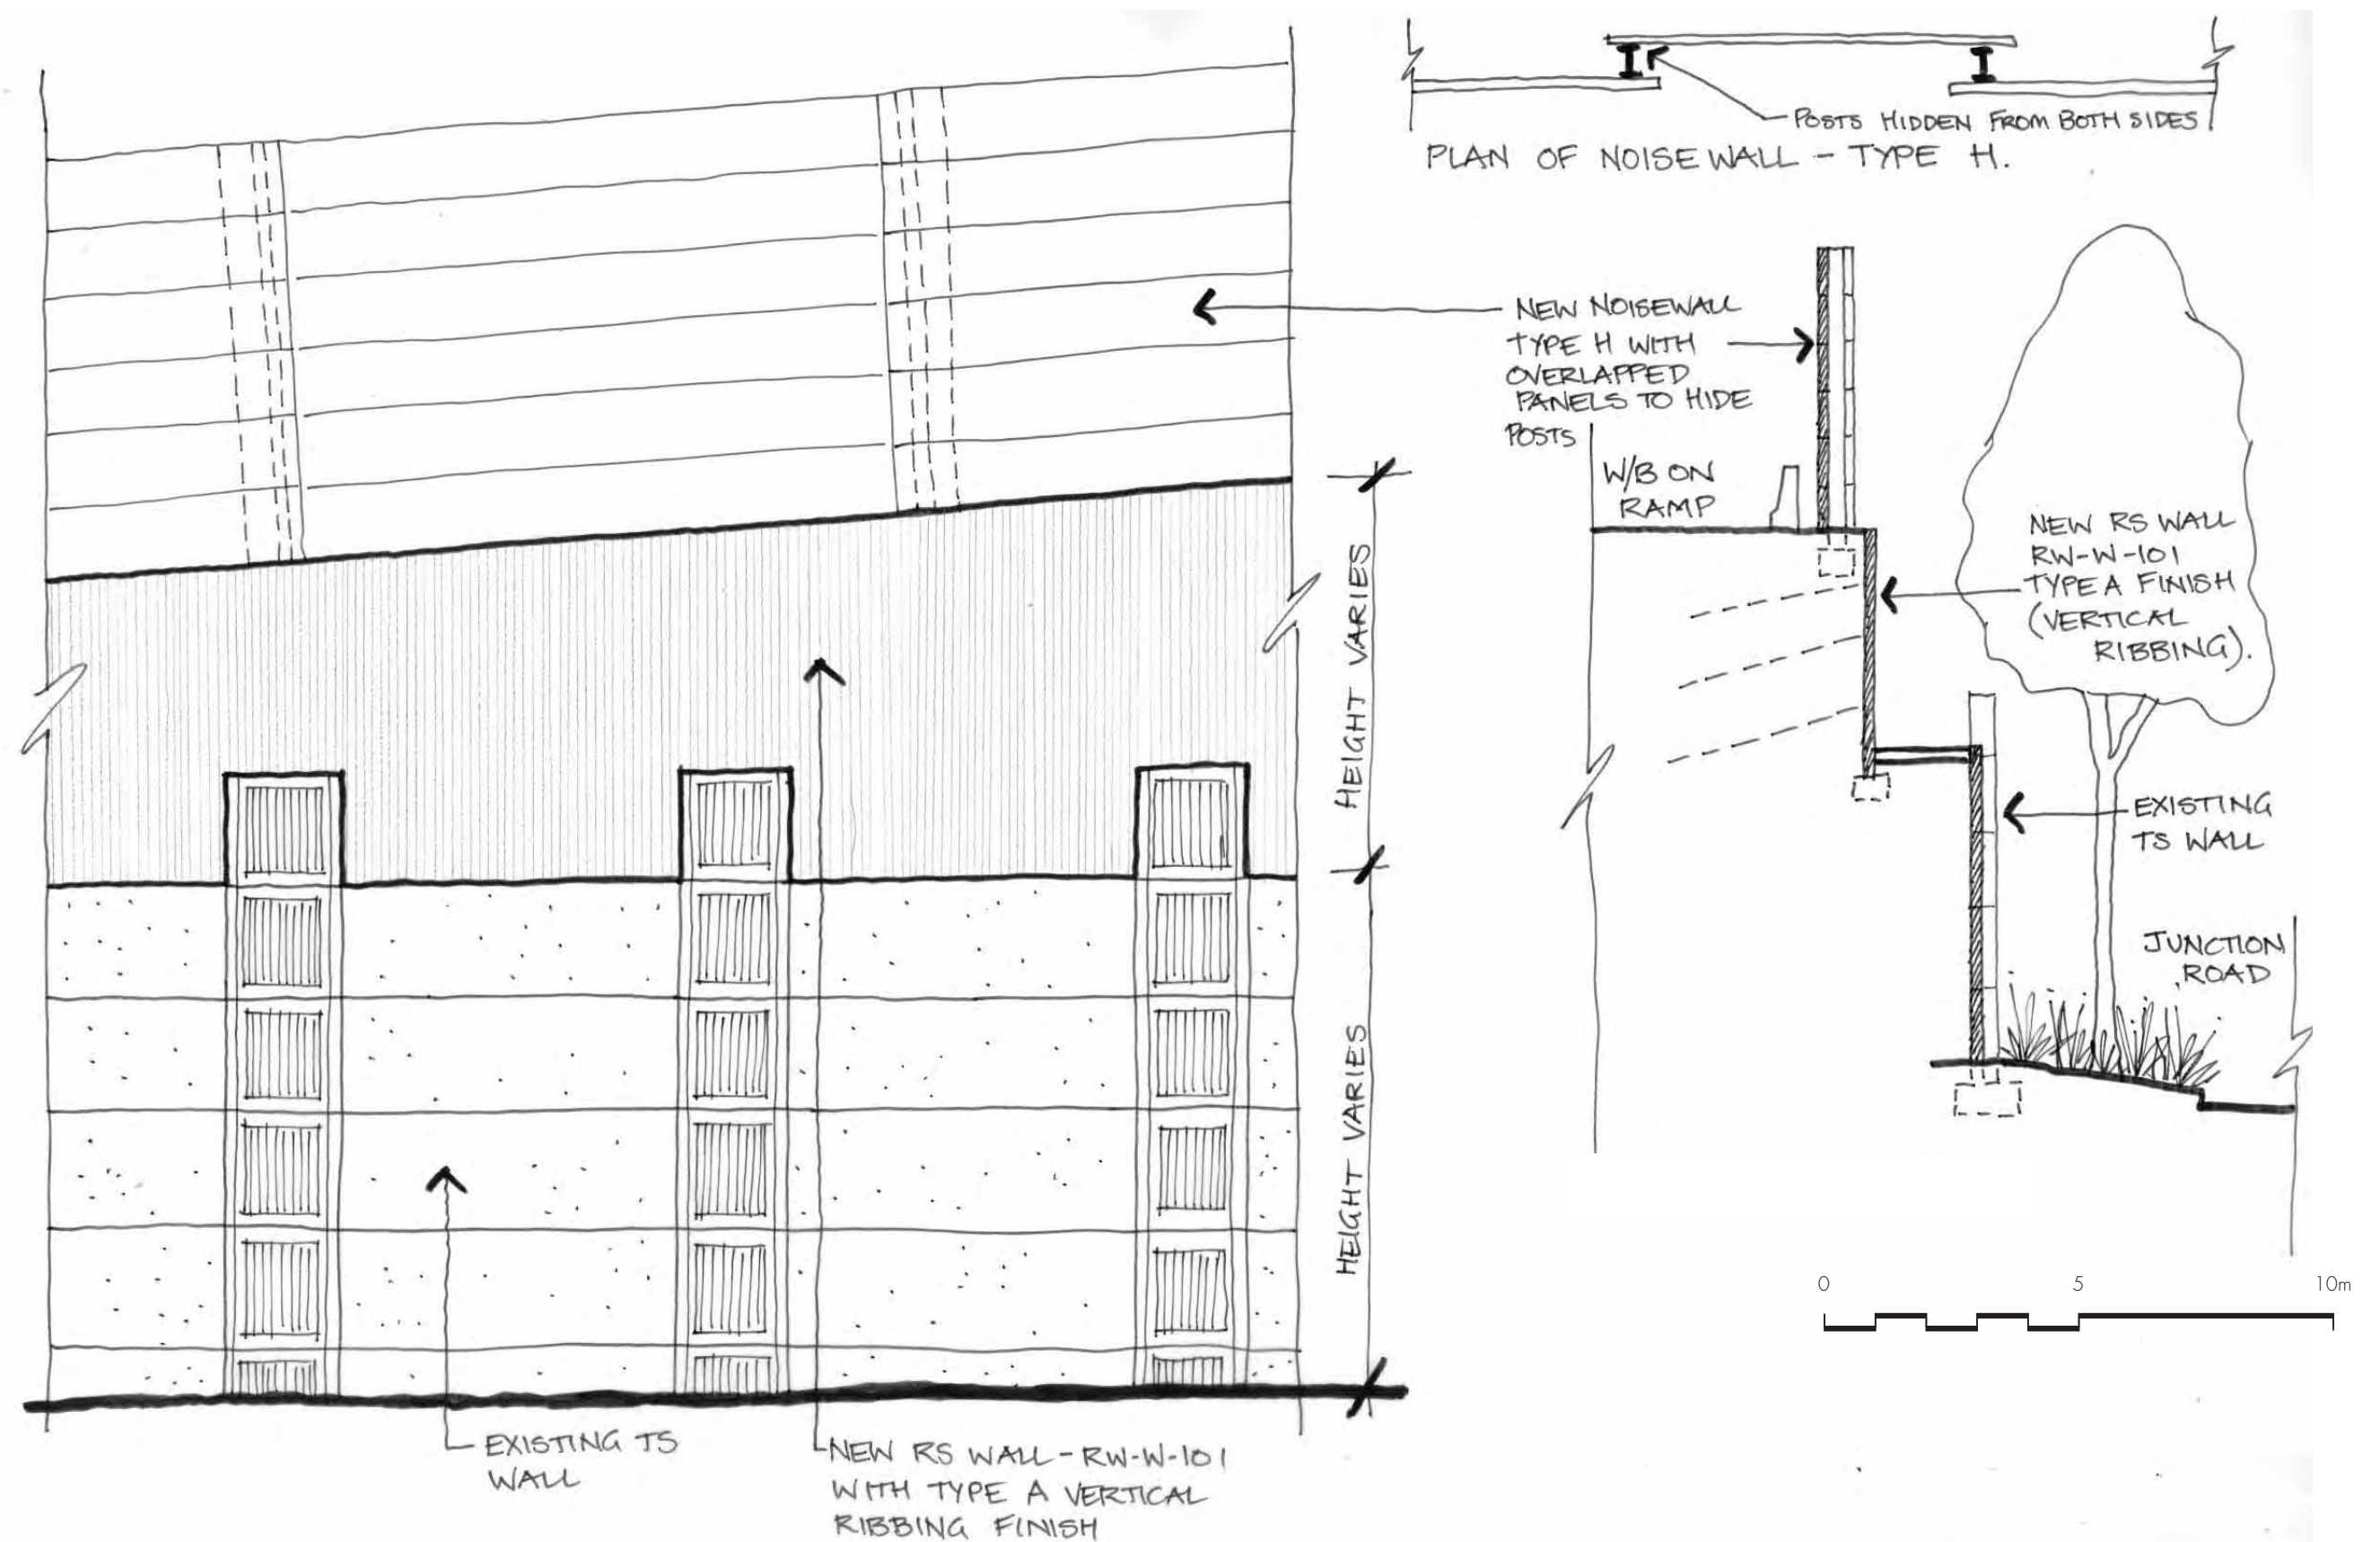 POSTS HIDDEN FROM BOTH SIDES
PLAN OF NOISEWALL - TYPE H.
NEW NOISEWALL
TYPE H WITH
OVERLAPPED
PANELS TO HIDE
POSTS
W/B ON
RAMP
NEW RS WALL
RW-W-101
TYPE A FINISH
(VERTICAL
RIBBING).
HEIGHT VARIES
EXISTING
TS WALL
JUNCTION
ROAD
HEIGHT VARIES
0 5 10m
EXISTING TS
WALL
NEW RS WALL - RW-W-101
WITH TYPE A VERTICAL
RIBBING FINISH